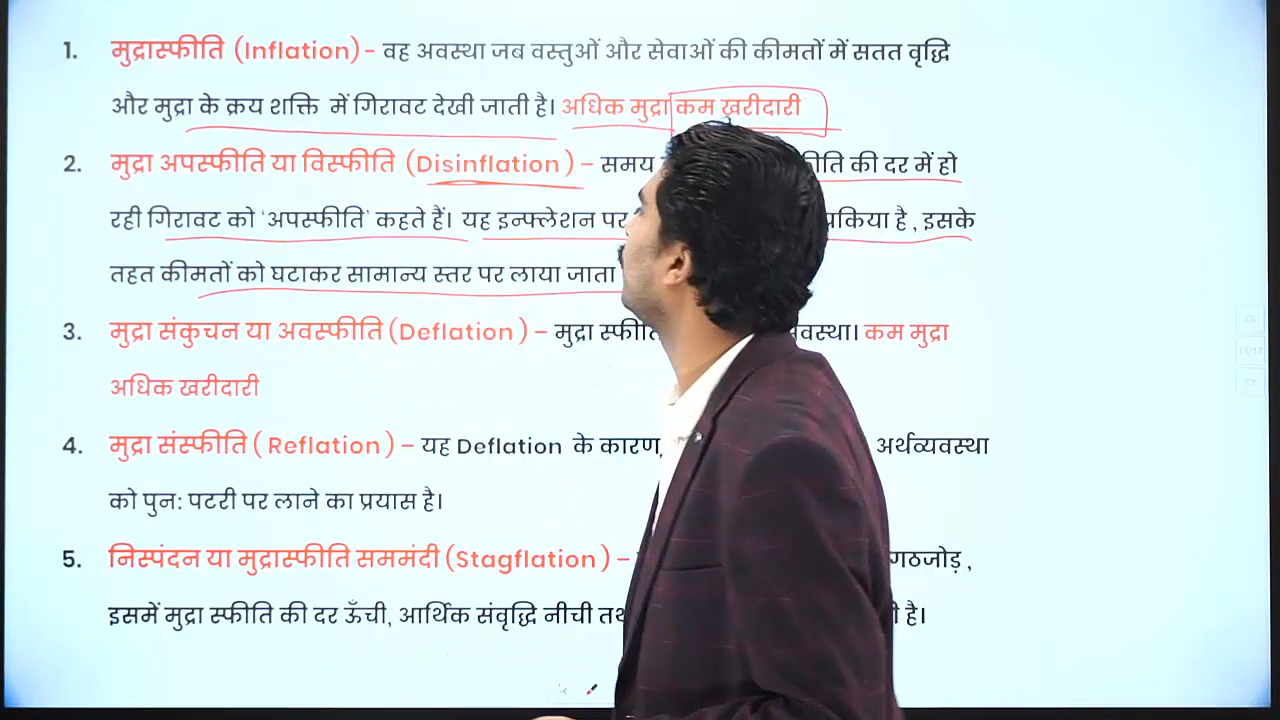 1. मुद्रास्फीति (Inflation) - वह अवस्था जब वस्तुओं और सेवाओं की कीमतों में सतत वृद्धि
और मुद्रा के क्रय शक्ति में गिरावट देखी जाती है। अधिक मुद्रा कम खरीदारी
2. मुद्रा अपस्फीति या विस्फीति (Disinflation) – समय की दर में हो
रही गिरावट को ‘अपस्फीति’ कहते हैं। यह इन्फ्लेशन पर प्रकिया है , इसके
तहत कीमतों को घटाकर सामान्य स्तर पर लाया जाता
3. मुद्रा संकुचन या अवस्फीति (Deflation ) – मुद्रा कम मुद्रा
अधिक खरीदारी
4. मुद्रा संस्फीति ( Reflation ) – यह Deflation के कारण, अर्थव्यवस्था
को पुन: पटरी पर लाने का प्रयास है।
5. निस्पंदन या मुद्रास्फीति सममंदी (Stagflation ) – गठजोड़ ,
इसमें मुद्रा स्फीति की दर ऊँची, आर्थिक संवृद्धि नीची है।
13/17